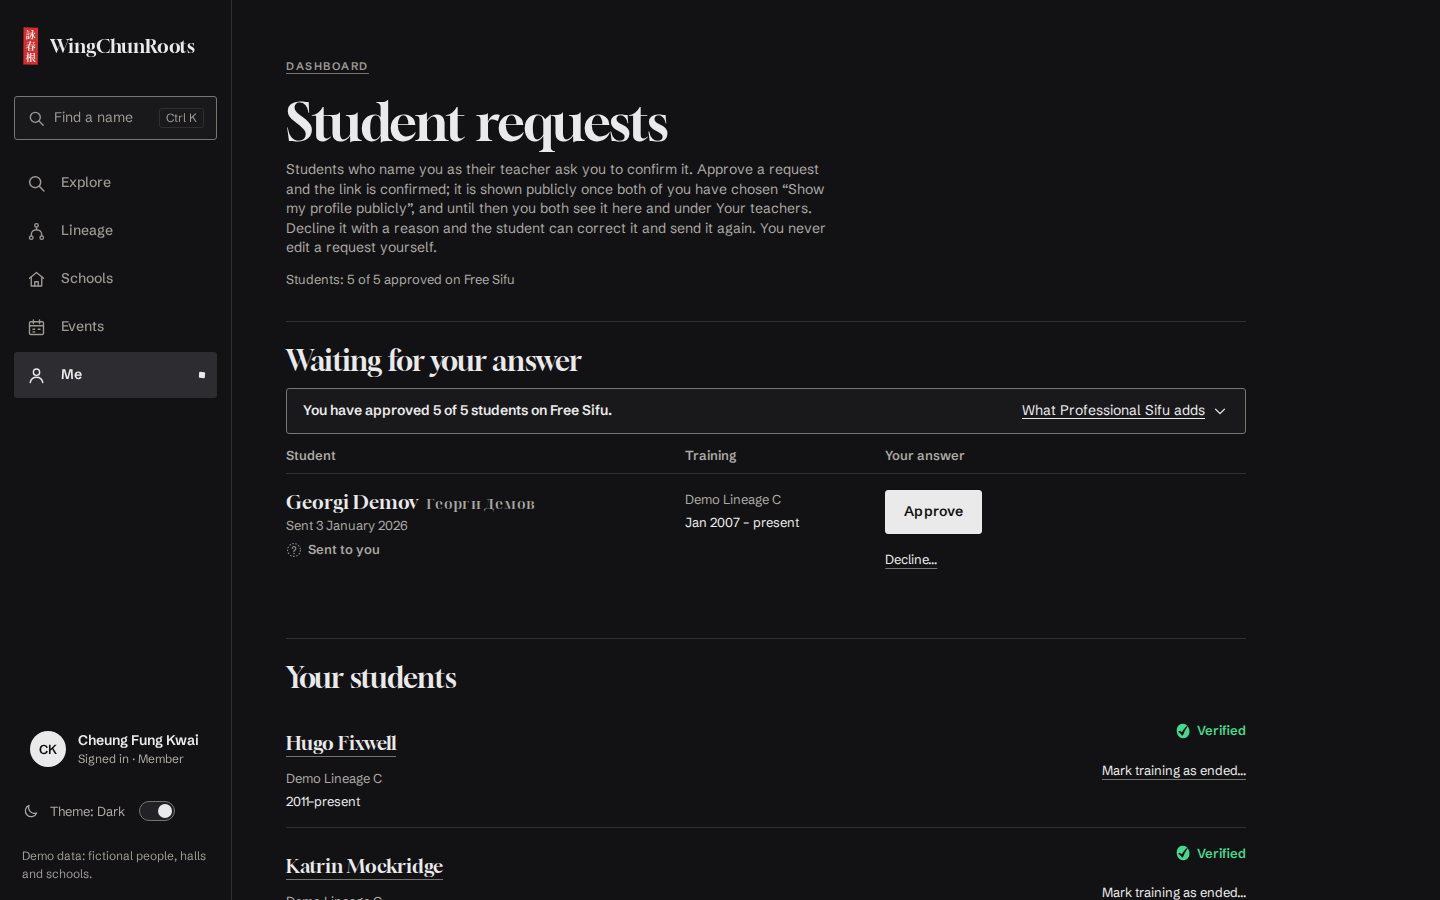 詠春根
WingChunRoots
Find a name
Ctrl K
Explore
Lineage
Schools
Events
Me
CK
Cheung Fung Kwai
Signed in · Member
Theme: Dark
Demo data: fictional people, halls
and schools.
DASHBOARD
Student requests
Students who name you as their teacher ask you to confirm it. Approve a request
and the link is confirmed; it is shown publicly once both of you have chosen “Show
my profile publicly”, and until then you both see it here and under Your teachers.
Decline it with a reason and the student can correct it and send it again. You never
edit a request yourself.
Students: 5 of 5 approved on Free Sifu
Waiting for your answer
You have approved 5 of 5 students on Free Sifu.
What Professional Sifu adds
Student
Training
Your answer
Georgi Demov Георги Демов
Sent 3 January 2026
Sent to you
Demo Lineage C
Jan 2007 – present
Approve
Decline…
Your students
Hugo Fixwell
Demo Lineage C
2011–present
Verified
Mark training as ended…
Katrin Mockridge
Demo Lineage C
Verified
Mark training as ended…